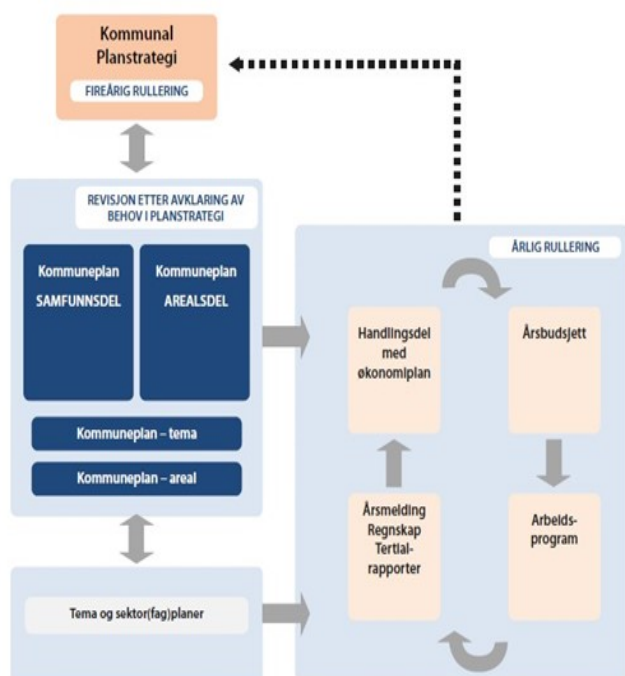 Kommunal
Planstrategi
FIREÅRIG RULLERING
REVISJON ETTER AVKLARING AV
BEHOV I PLANSTRATEGI
Kommuneplan
SAMFUNNSDEL
Kommuneplan
AREALSDEL
Kommuneplan – tema
Kommuneplan – areal
Tema og sektor(fag)planer
ÅRLIG RULLERING
Handlingsdel
med
økonomiplan
Årsbudsjett
Årsmelding
Regnskap
Tertial-
rapporter
Arbeids-
program